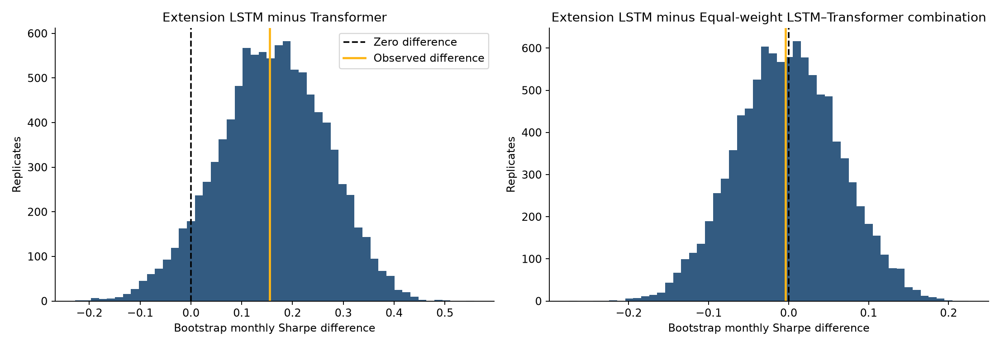 Extension LSTM minus Transformer
Zero difference
Observed difference
600
500
400
300
200
100
0
Replicates
−0.2 −0.1 0.0 0.1 0.2 0.3 0.4 0.5
Bootstrap monthly Sharpe difference
Extension LSTM minus Equal-weight LSTM–Transformer combination
600
500
400
300
200
100
0
Replicates
−0.2 −0.1 0.0 0.1 0.2
Bootstrap monthly Sharpe difference